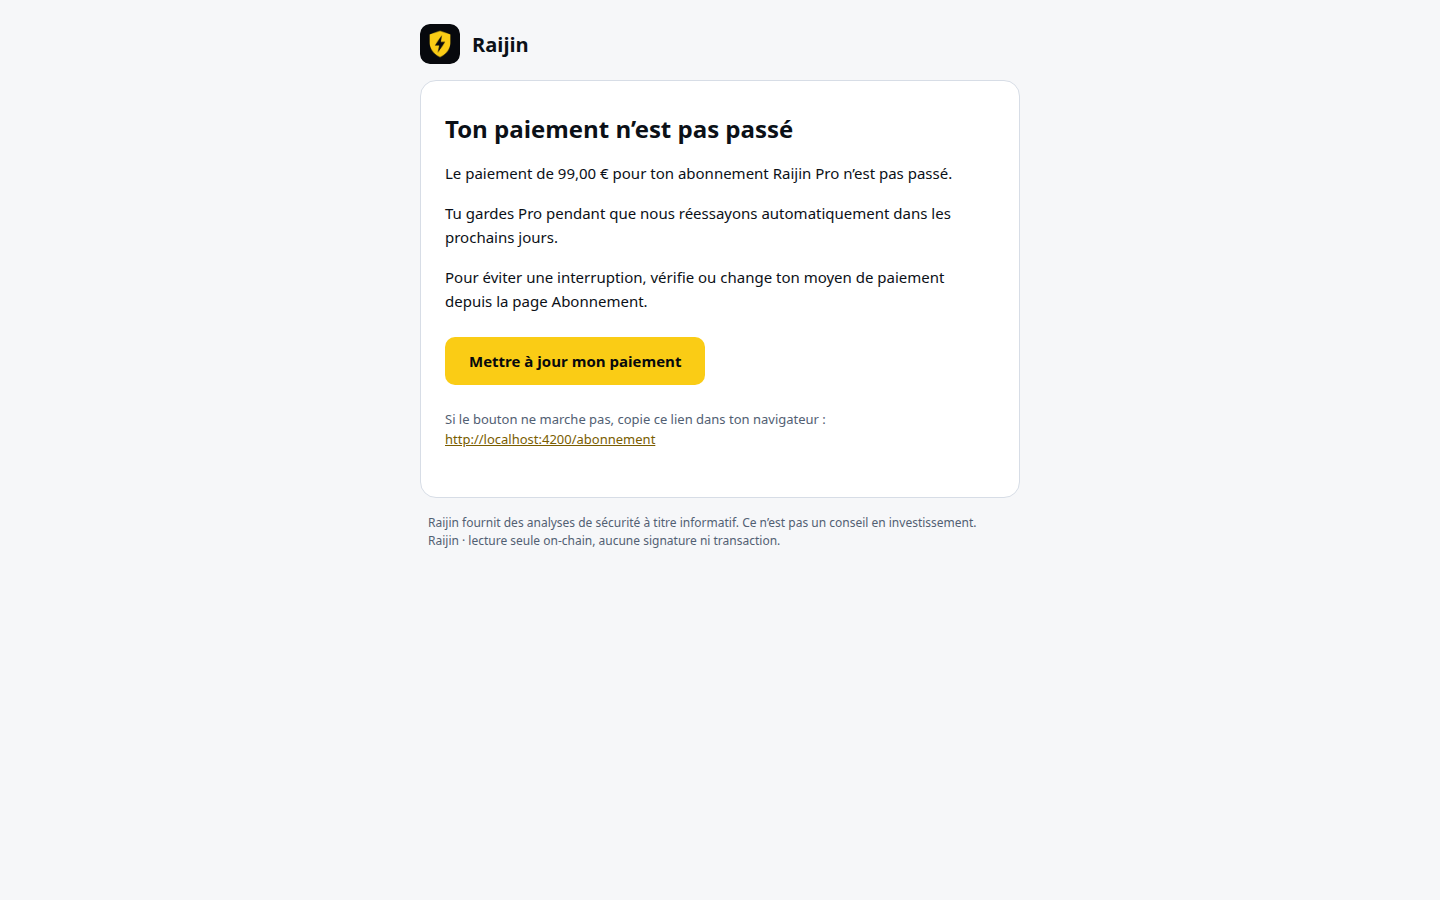 Raijin
Ton paiement n’est pas passé
Le paiement de 99,00 € pour ton abonnement Raijin Pro n’est pas passé.
Tu gardes Pro pendant que nous réessayons automatiquement dans les
prochains jours.
Pour éviter une interruption, vérifie ou change ton moyen de paiement
depuis la page Abonnement.
Mettre à jour mon paiement
Si le bouton ne marche pas, copie ce lien dans ton navigateur :
http://localhost:4200/abonnement
Raijin fournit des analyses de sécurité à titre informatif. Ce n’est pas un conseil en investissement.
Raijin · lecture seule on-chain, aucune signature ni transaction.